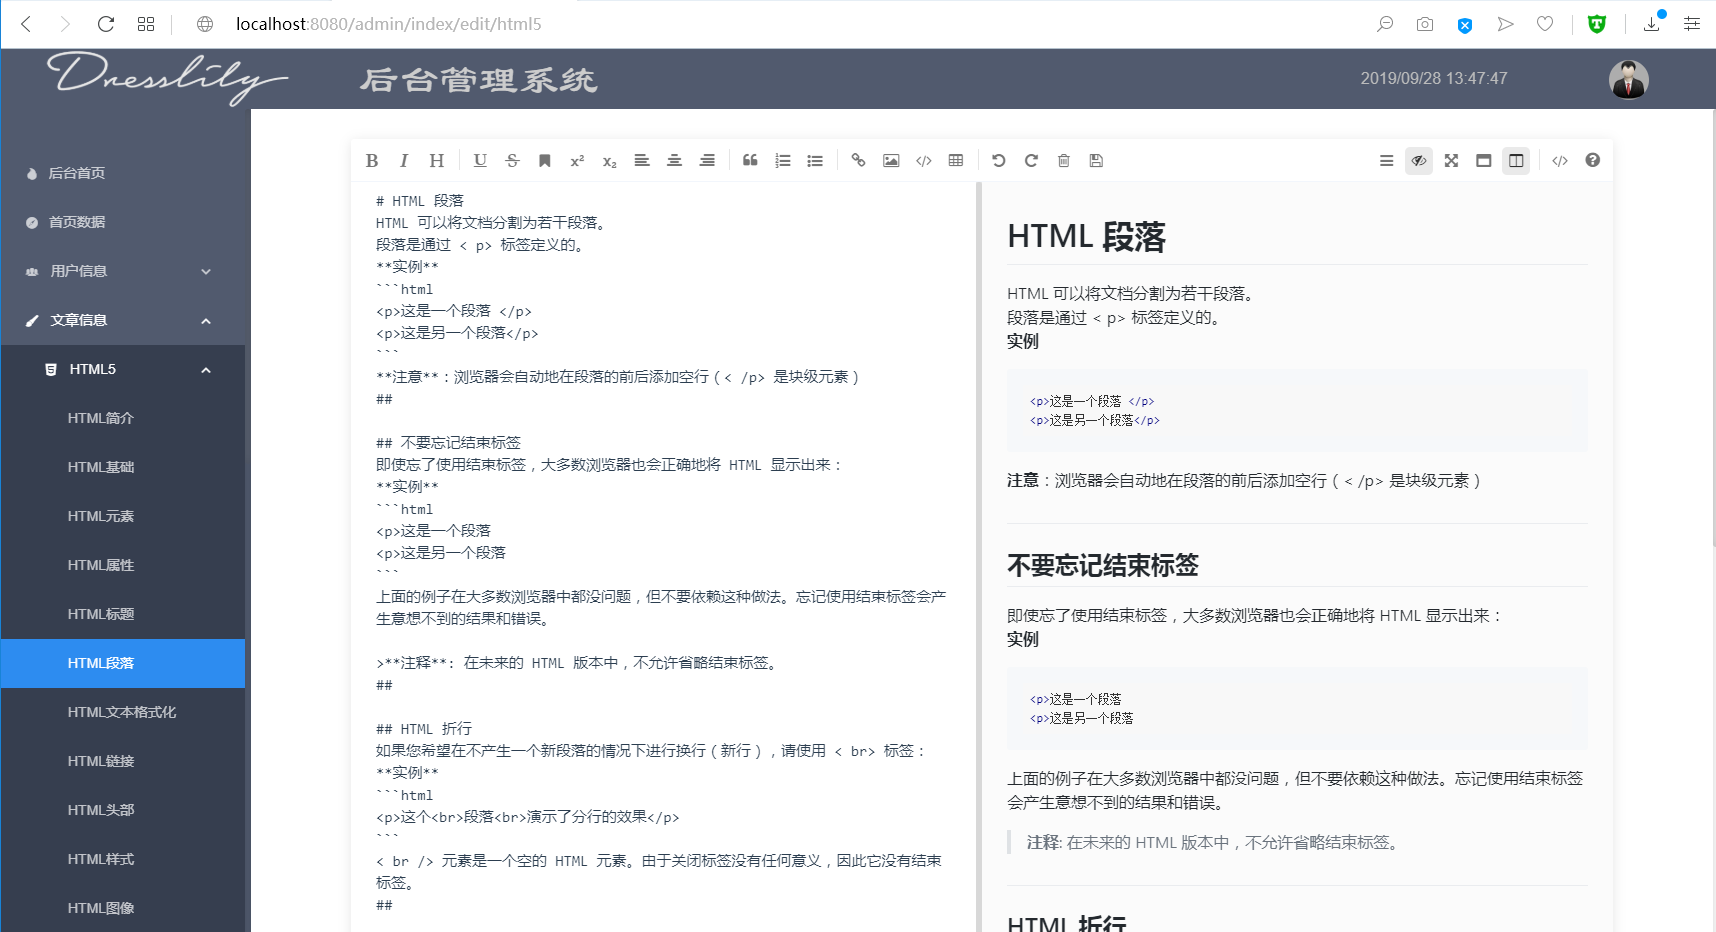 localhost:8080/admin/index/edit/html5
Dresslily
后台管理系统
2019/09/28 13:47:47
后台首页
首页数据
用户信息
文章信息
HTML5
HTML简介
HTML基础
HTML元素
HTML属性
HTML标题
HTML段落
HTML文本格式化
HTML链接
HTML头部
HTML样式
HTML图像
# HTML 段落
HTML 可以将文档分割为若干段落。
段落是通过 < p> 标签定义的。
**实例**
```html
<p>这是一个段落 </p>
<p>这是另一个段落</p>
```
**注意**：浏览器会自动地在段落的前后添加空行（< /p> 是块级元素）
##
## 不要忘记结束标签
即使忘了使用结束标签，大多数浏览器也会正确地将 HTML 显示出来：
**实例**
```html
<p>这是一个段落
<p>这是另一个段落
```
上面的例子在大多数浏览器中都没问题，但不要依赖这种做法。忘记使用结束标签会产
生意想不到的结果和错误。
>**注释**: 在未来的 HTML 版本中，不允许省略结束标签。
##
## HTML 折行
如果您希望在不产生一个新段落的情况下进行换行（新行），请使用 < br> 标签：
**实例**
```html
<p>这个<br>段落<br>演示了分行的效果</p>
```
< br /> 元素是一个空的 HTML 元素。由于关闭标签没有任何意义，因此它没有结束
标签。
##
HTML 段落
HTML 可以将文档分割为若干段落。
段落是通过 < p> 标签定义的。
实例
<p>这是一个段落 </p>
<p>这是另一个段落</p>
注意：浏览器会自动地在段落的前后添加空行（< /p> 是块级元素）
不要忘记结束标签
即使忘了使用结束标签，大多数浏览器也会正确地将 HTML 显示出来：
实例
<p>这是一个段落
<p>这是另一个段落
上面的例子在大多数浏览器中都没问题，但不要依赖这种做法。忘记使用结束标签
会产生意想不到的结果和错误。
注释: 在未来的 HTML 版本中，不允许省略结束标签。
HTML 折行